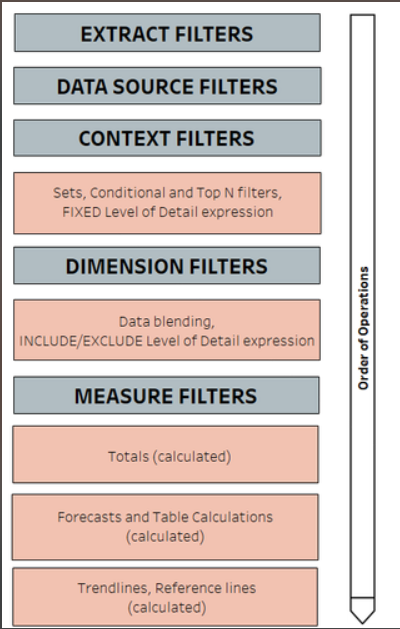 EXTRACT FILTERS
DATA SOURCE FILTERS
CONTEXT FILTERS
Sets, Conditional and Top N filters,
FIXED Level of Detail expression
DIMENSION FILTERS
Data blending,
INCLUDE/EXCLUDE Level of Detail expression
MEASURE FILTERS
Totals (calculated)
Forecasts and Table Calculations
(calculated)
Trendlines, Reference lines
(calculated)
Order of Operations